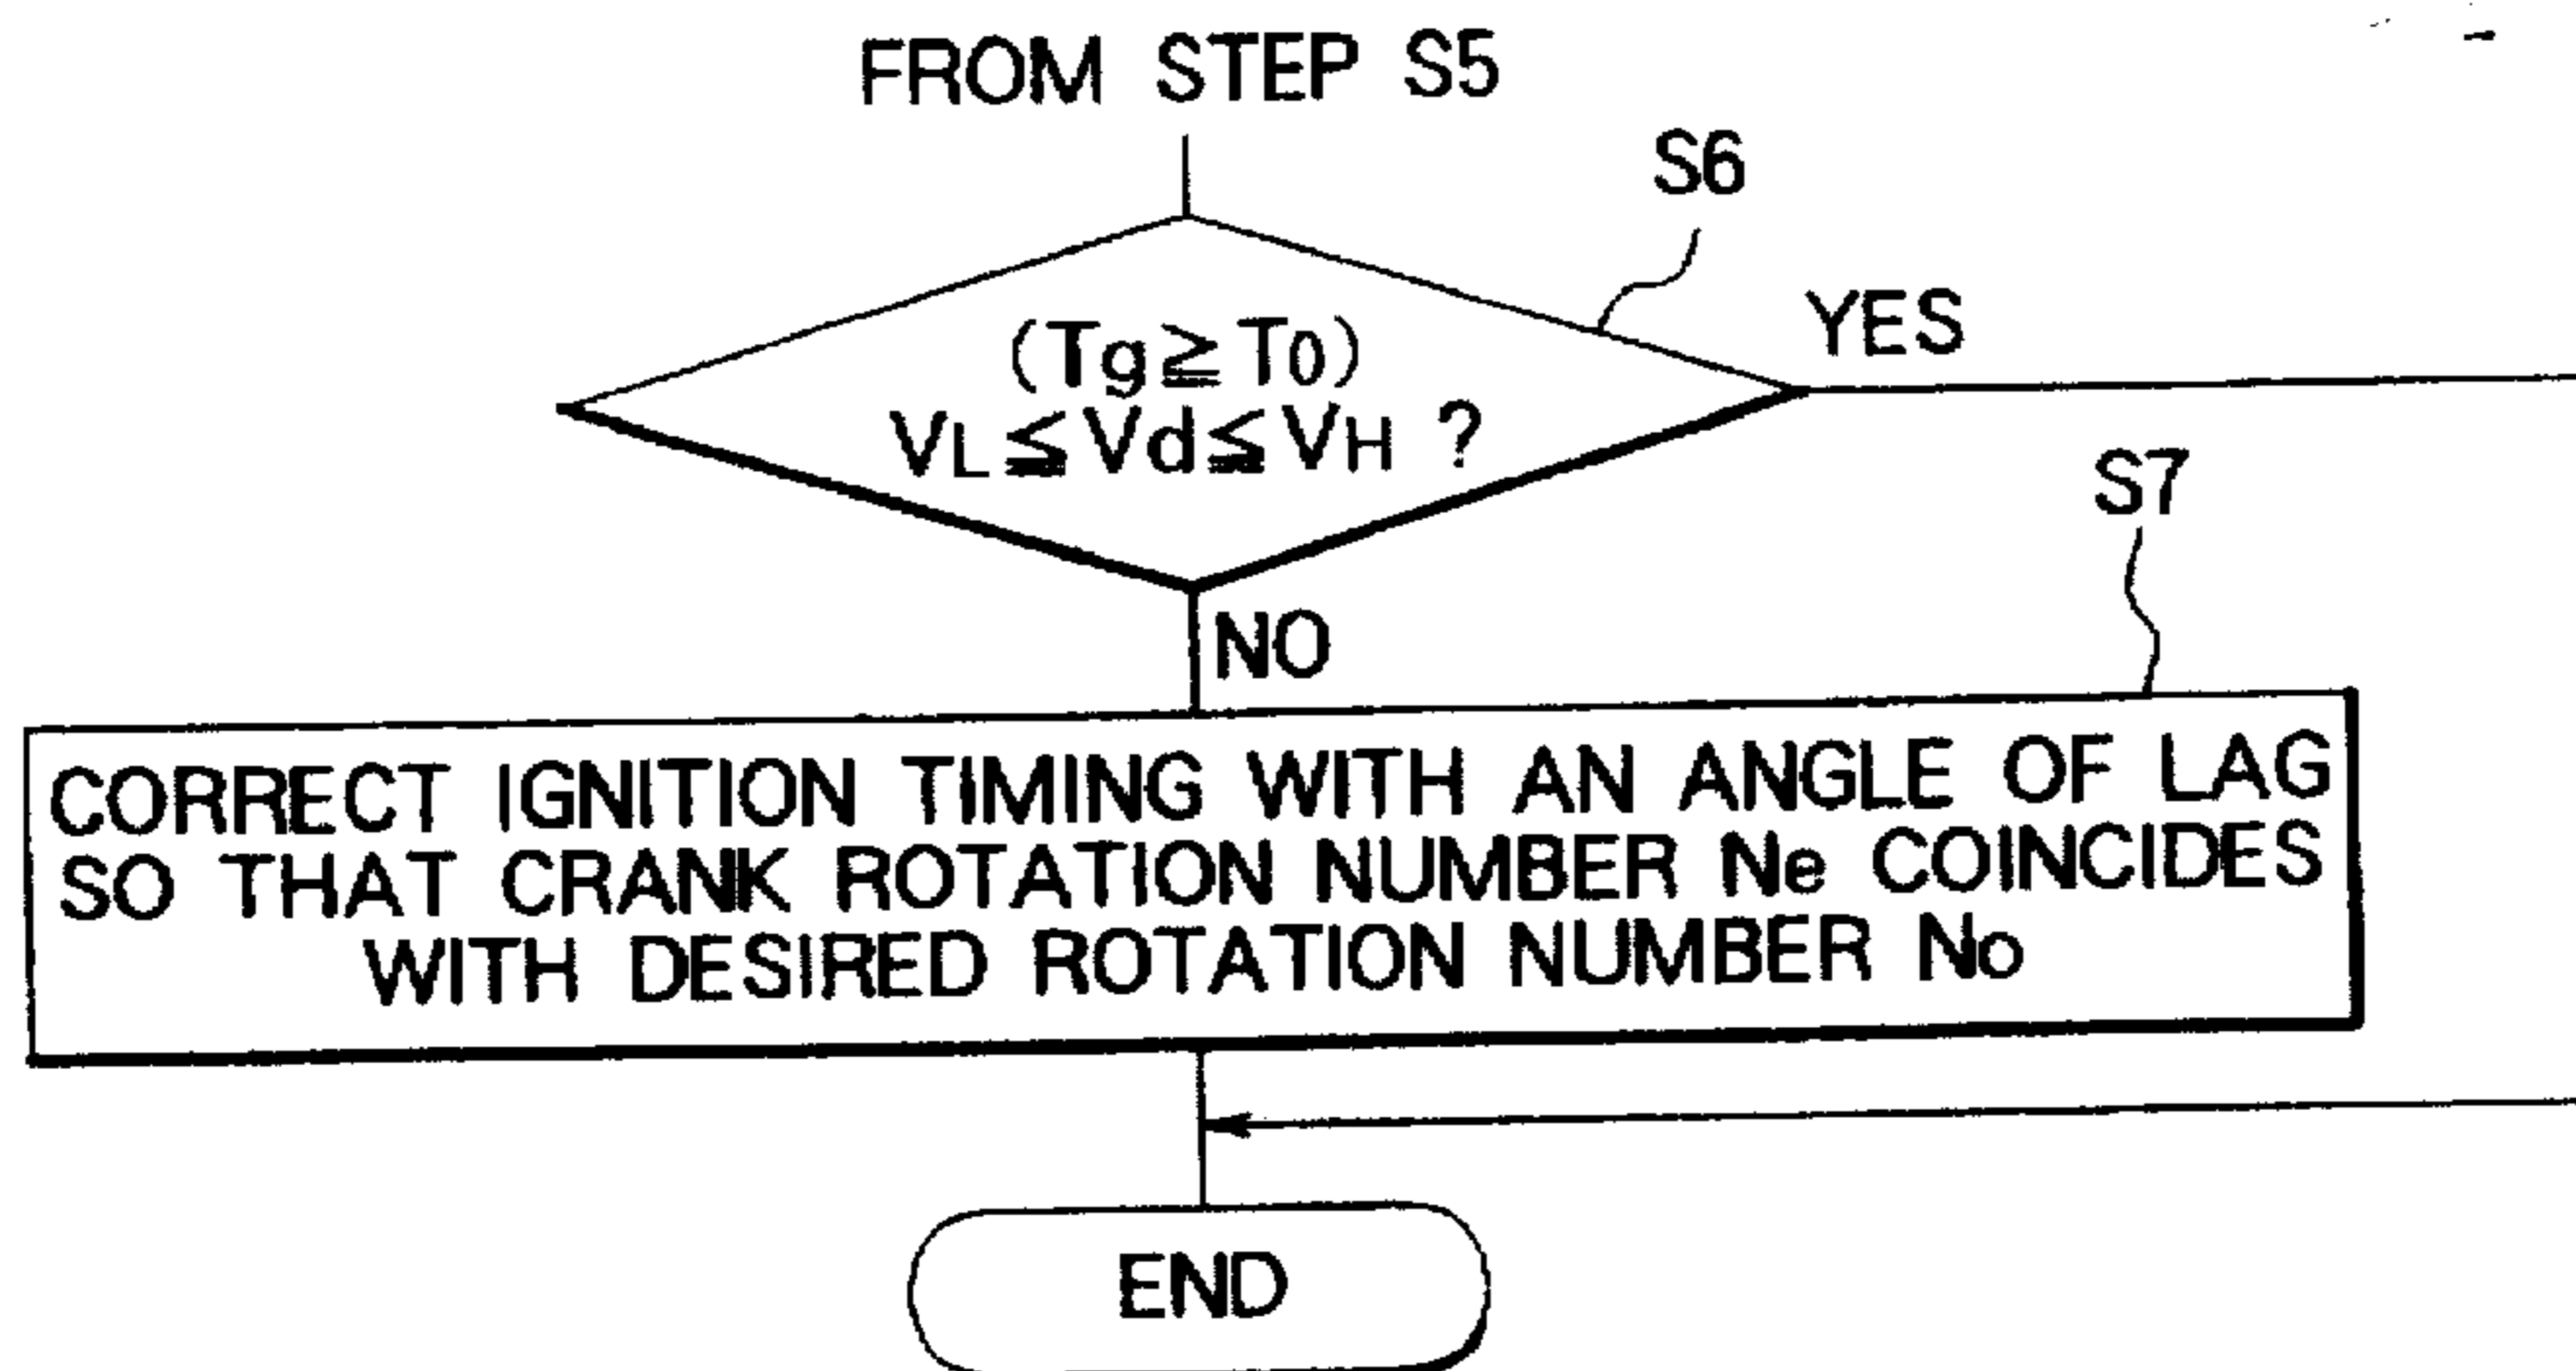 FROM STEP S5
S6
(Tg≧T0)
VL≦Vd≦VH ?
YES
S7
NO
CORRECT IGNITION TIMING WITH AN ANGLE OF LAG
SO THAT CRANK ROTATION NUMBER Ne COINCIDES
WITH DESIRED ROTATION NUMBER No
END